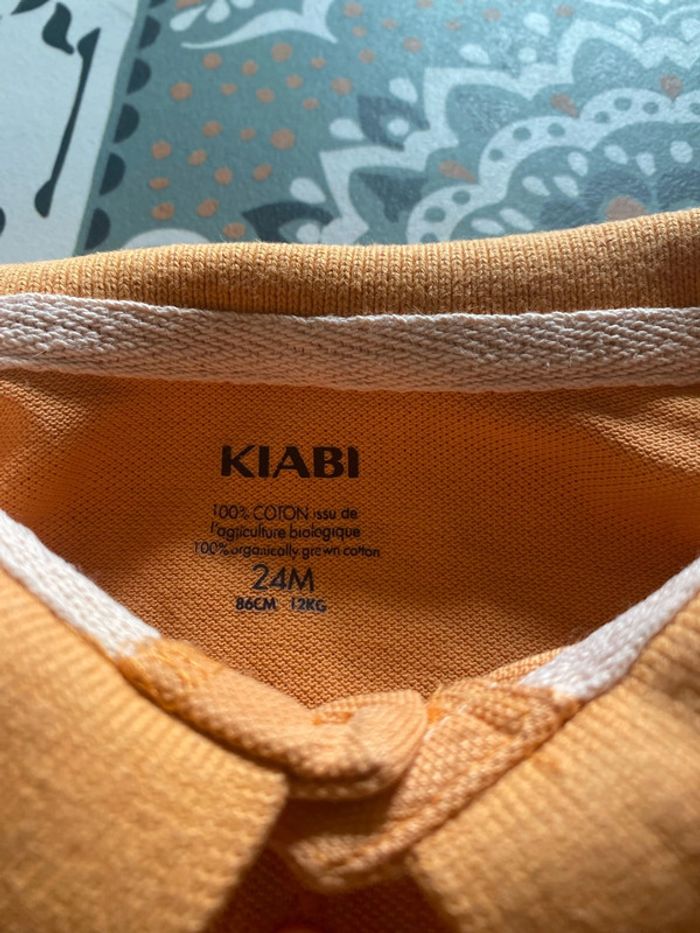 KIABI
100% COTON issu de
l'agriculture biologique
100% organically grown cotton
24M
86CM 12KG